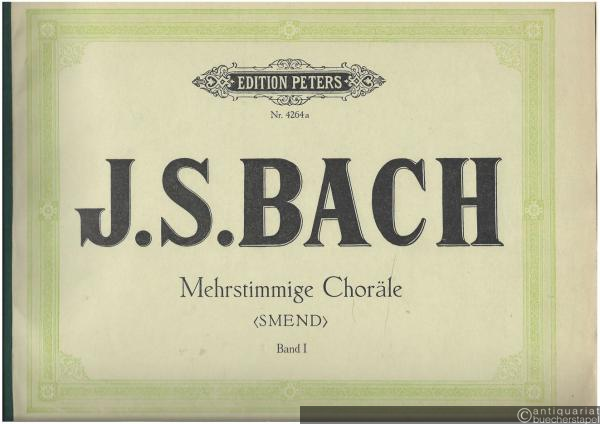 EDITION PETERS
Nr. 4264a
J.S.BACH
Mehrstimmige Choräle
〈SMEND〉
Band I
© antiquariat
buecherstapel